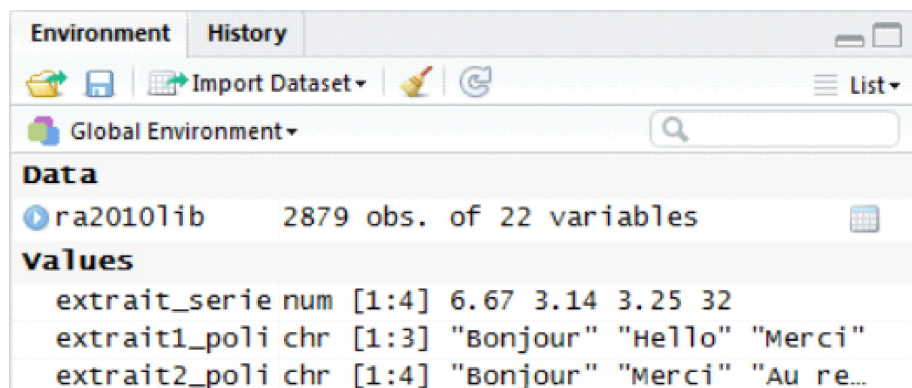 Environment History
Import Dataset List
Global Environment
Data
ra2010lib 2879 obs. of 22 variables
Values
extrait_serie num [1:4] 6.67 3.14 3.25 32
extrait1_poli chr [1:3] "Bonjour" "Hello" "Merci"
extrait2_poli chr [1:4] "Bonjour" "Merci" "Au re…